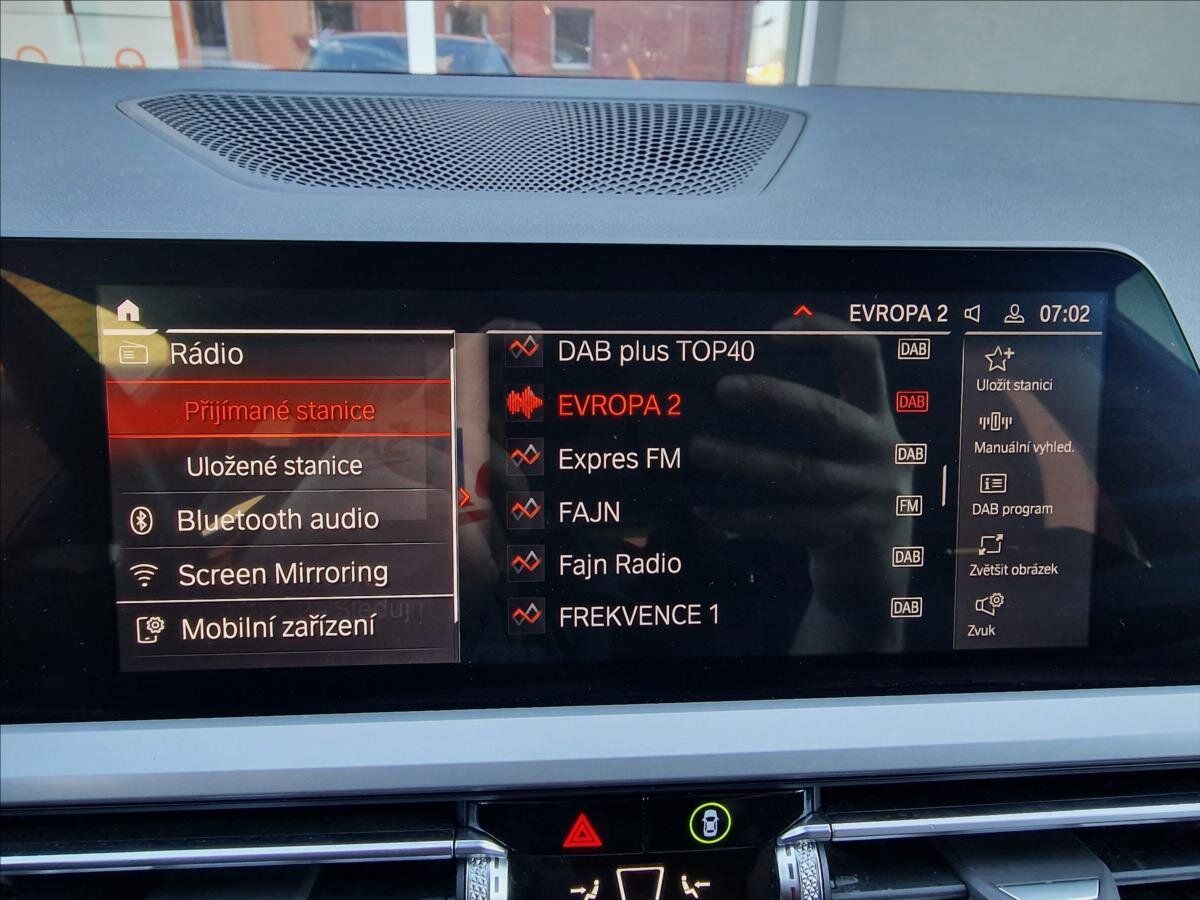 EVROPA 2
07:02
Rádio
Přijímané stanice
Uložené stanice
Bluetooth audio
Screen Mirroring
Mobilní zařízení
DAB plus TOP40 DAB
EVROPA 2 DAB
Expres FM DAB
FAJN FM
Fajn Radio DAB
FREKVENCE 1 DAB
Uložit stanici
Manuální vyhled.
DAB program
Zvětšit obrázek
Zvuk